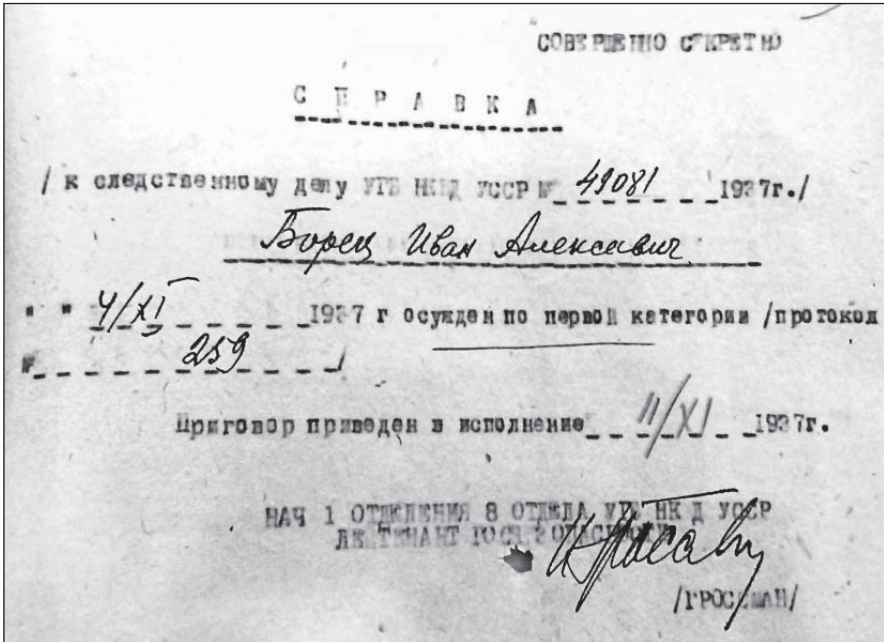 СОВЕРШЕННО СЕКРЕТНО
СПРАВКА
/ к следственному делу УГБ НКВД УССР № 49081 1937г./
Борец Иван Алексавич
" " 4/XI 1937 г осужден по первой категории /протокол
№ 259 /
Приговор приведен в исполнение 11/XI 1937г.
НАЧ 1 ОТДЕЛЕНИЯ 8 ОТДЕЛА УГБ НКВД УССР
ЛЕЙТЕНАНТ ГОСБЕЗОПАСНОСТИ
/ГРОССМАН/